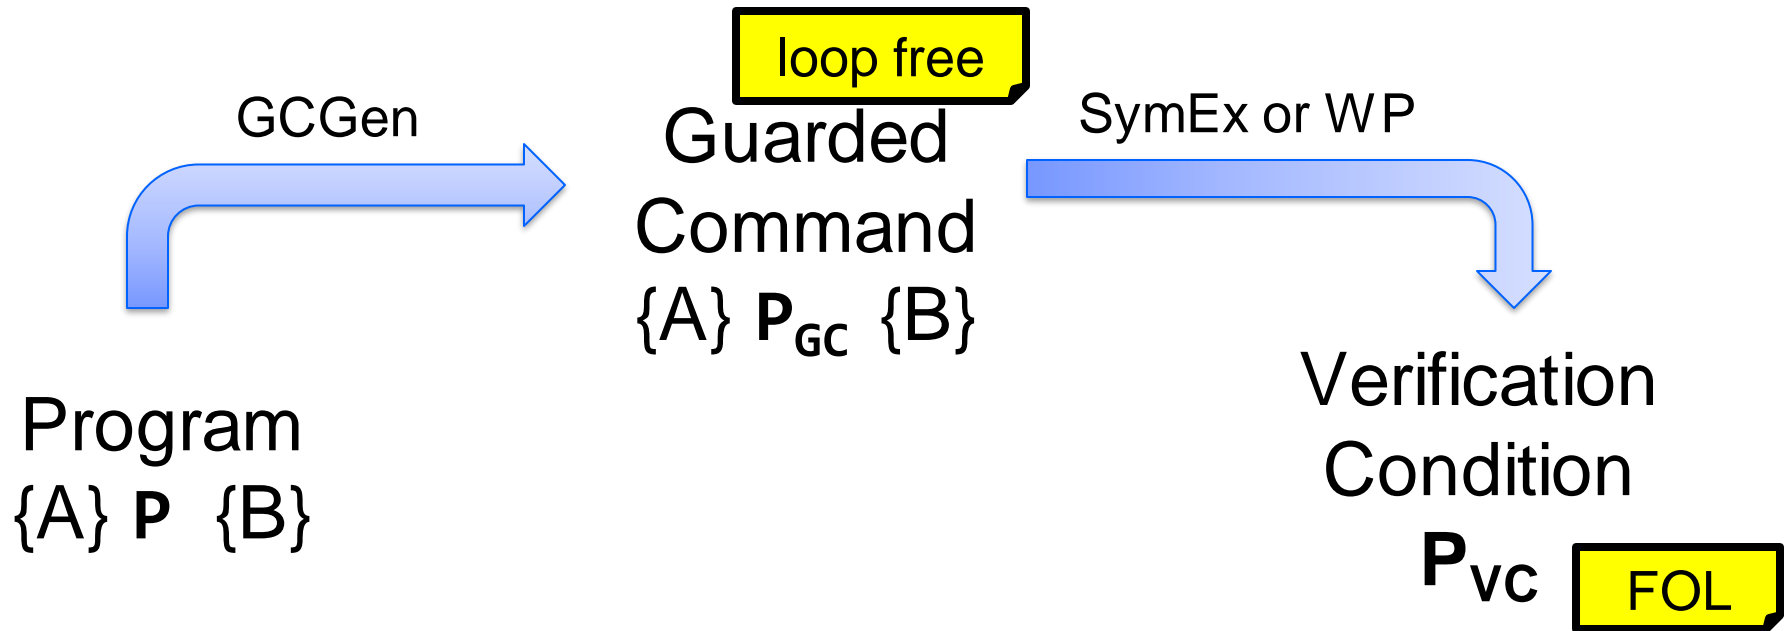 loop free
GCGen
SymEx or WP
Guarded
Command
{A} P_GC {B}
Program
{A} P {B}
Verification
Condition
P_VC
FOL